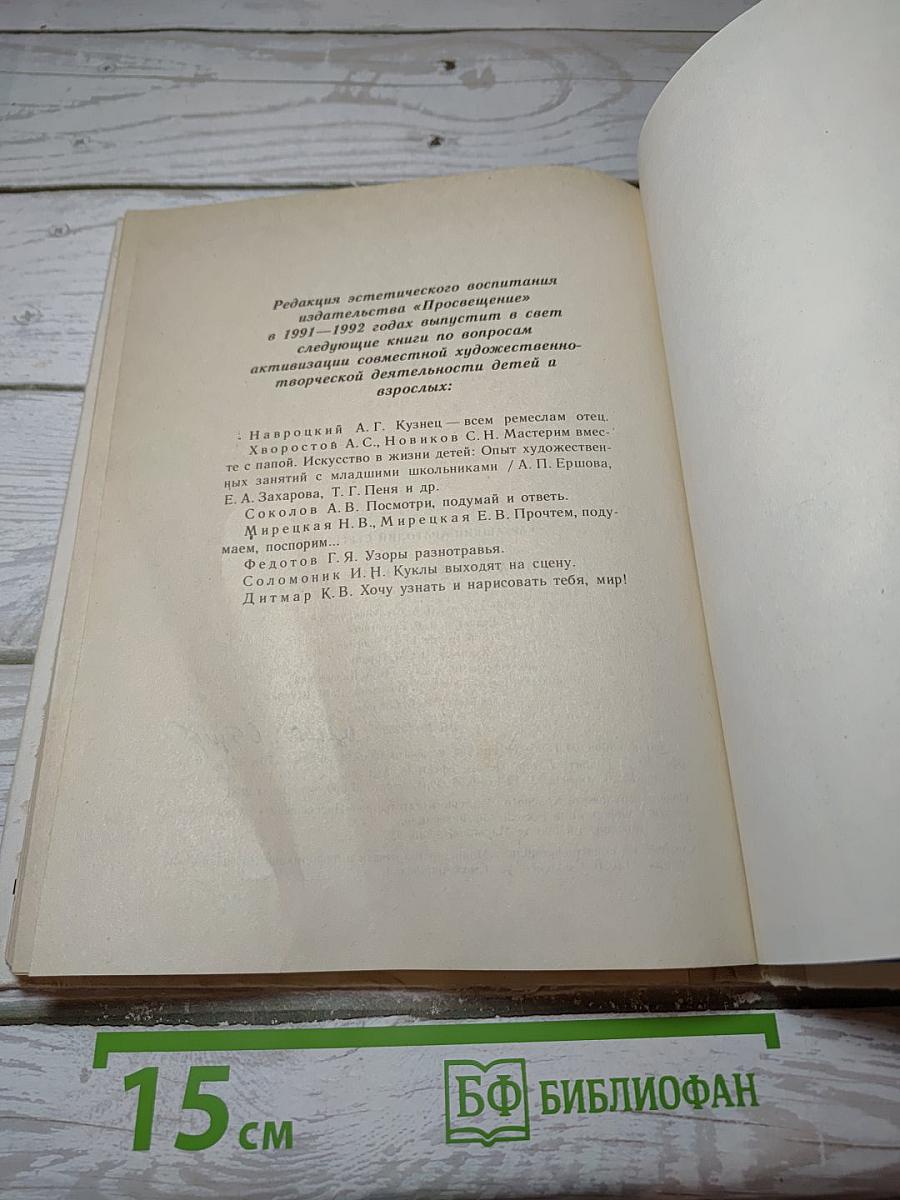 Редакция эстетического воспитания
издательства «Просвещение»
в 1991—1992 годах выпустит в свет
следующие книги по вопросам
активизации совместной художественно-
творческой деятельности детей и
взрослых:
Навроцкий А. Г. Кузнец — всем ремеслам отец.
Хворостов А. С., Новиков С. Н. Мастерим вмес-
те с папой. Искусство в жизни детей: Опыт художествен-
ных занятий с младшими школьниками / А. П. Ершова,
Е. А. Захарова, Т. Г. Пеня и др.
Соколов А. В. Посмотри, подумай и ответь.
Мирецкая Н. В., Мирецкая Е. В. Прочтем, поду-
маем, поспорим...
Федотов Г. Я. Узоры разнотравья.
Соломоник И. Н. Куклы выходят на сцену.
Дитмар К. В. Хочу узнать и нарисовать тебя, мир!
15 см
БФ БИБЛИОФАН